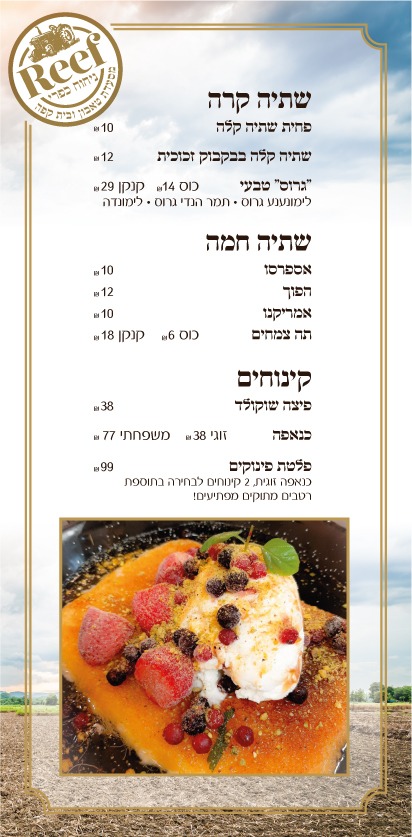 Reef
ניחוח כפרי
מסעדת טאבון ובית קפה
שתיה קרה
פחית שתיה קלה 10 ₪
שתיה קלה בבקבוק זכוכית 12 ₪
"גרוס" טבעי כוס 14 ₪ קנקן 29 ₪
לימונענע גרוס • תמר הנדי גרוס • לימונדה
שתיה חמה
אספרסו 10 ₪
הפוך 12 ₪
אמריקנו 10 ₪
תה צמחים כוס 6 ₪ קנקן 18 ₪
קינוחים
פיצה שוקולד 38 ₪
כנאפה זוגי 38 ₪ משפחתי 77 ₪
פלטת פינוקים 99 ₪
כנאפה זוגית, 2 קינוחים לבחירה בתוספת
רטבים מתוקים מפתיעים!